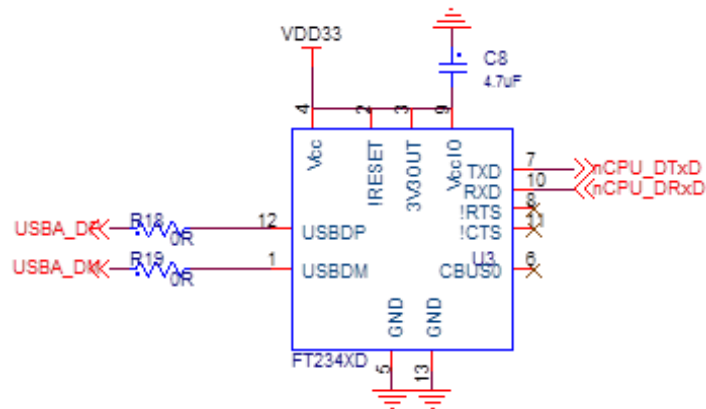 VDD33
C8
4.7uF
4
2
3
9
Vcc
!RESET
3V3OUT
VccIO
TXD
7
nCPU_DTxD
RXD
10
nCPU_DRxD
!RTS
8
!CTS
11
USBA_DP
R18
0R
12
USBDP
USBA_DM
R19
0R
1
USBDM
U3
CBUS0
6
GND
GND
FT234XD
5
13